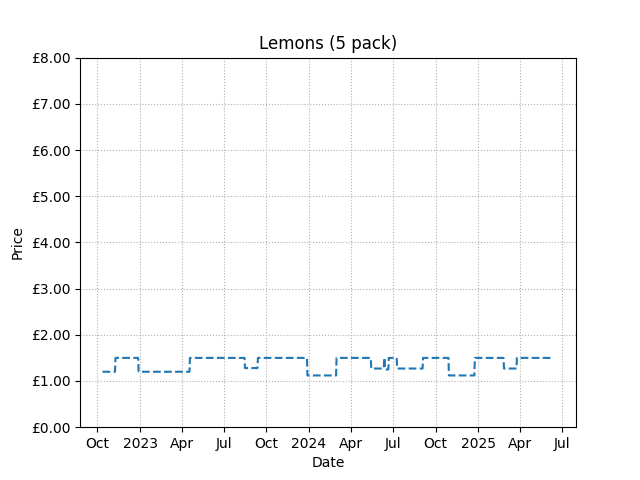 Lemons (5 pack)
£8.00
£7.00
£6.00
£5.00
£4.00
£3.00
£2.00
£1.00
£0.00
Price
Oct 2023 Apr Jul Oct 2024 Apr Jul Oct 2025 Apr Jul
Date